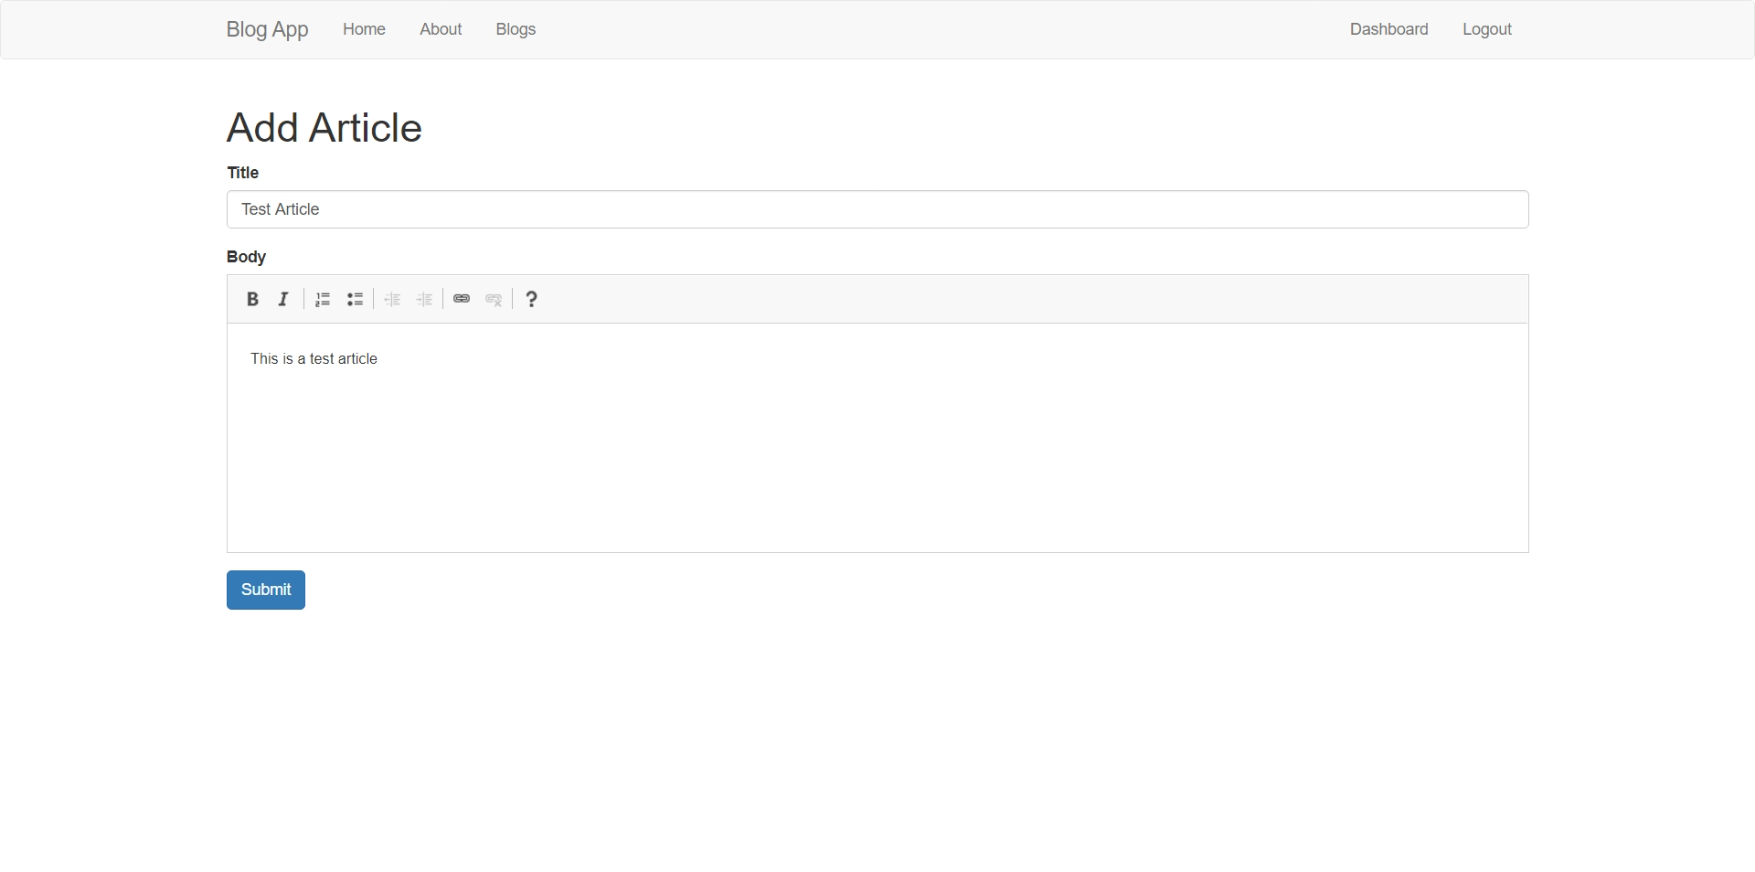 Blog App Home About Blogs Dashboard Logout
Add Article
Title
Test Article
Body
B I ?
This is a test article
Submit